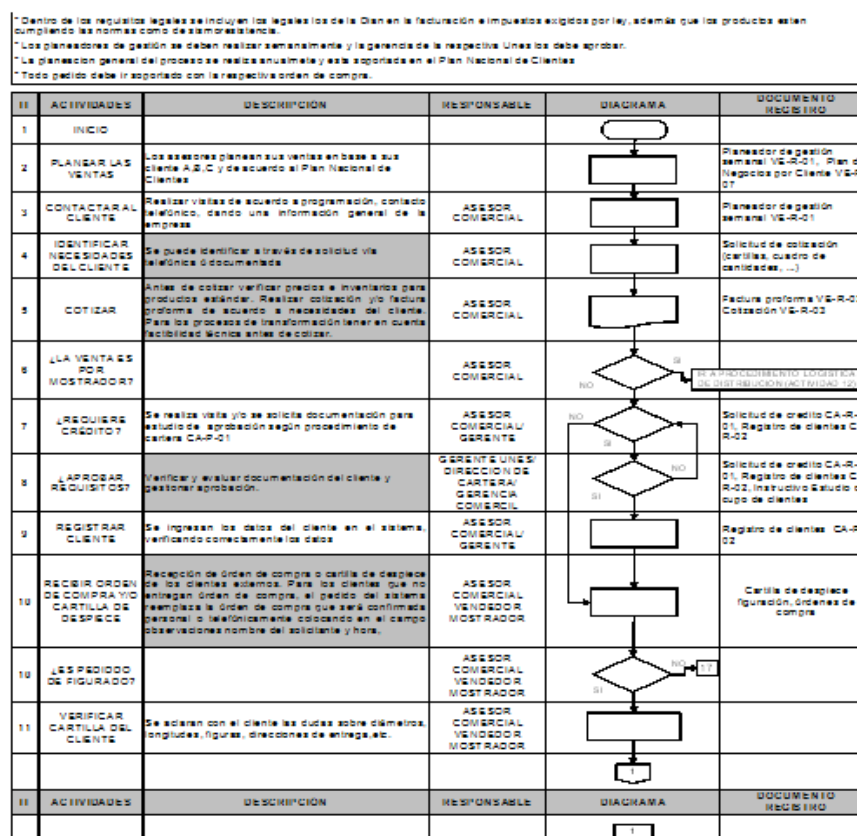 * Dentro de los requisitos legales se incluyen los legales los de la Dian en la facturación e impuestos exigidos por ley, además que los productos esten
cumpliendo las normas como de sismoresistencia.
* Los planeadores de gestión se deben realizar semanalmente y la gerencia de la respectiva Unes los debe aprobar.
* La planeacion general del proceso se realiza anualmete y esta soportada en el Plan Nacional de Clientes
* Todo pedido debe ir soportado con la respectiva orden de compra.
ACTIVIDADES DESCRIPCIÓN RESPONSABLE DIAGRAMA DOCUMENTO
REGISTRO
1 INICIO
2 PLANEAR LAS
VENTAS
Los asesores planean sus ventas en base a sus
cliente A,B,C y de acuerdo al Plan Nacional de
Clientes
Planeador de gestión
semanal VE-R-01, Plan d
Negocios por Cliente VE-R
07
3 CONTACTAR AL
CLIENTE
Realizar visitas de acuerdo a programación, contacto
telefónico, dando una información general de la
empresa
ASESOR
COMERCIAL
Planeador de gestión
semanal VE-R-01
4 IDENTIFICAR
NECESIDADES
DEL CLIENTE
Se puede identificar a través de solicitud vía
telefónica ó documentada
ASESOR
COMERCIAL
Solicitud de cotización
(cartillas, cuadro de
cantidades, ...)
5 COTIZAR
Antes de cotizar verificar precios e inventarios para
productos estándar. Realizar cotización y/o factura
proforma de acuerdo a necesidades del cliente.
Para los procesos de transformación tener en cuenta
factibilidad técnica antes de cotizar.
ASESOR
COMERCIAL
Factura proforma VE-R-0
Cotización VE-R-03
6 ¿LA VENTA ES
POR
MOSTRADOR?
ASESOR
COMERCIAL
SI
NO
IR A PROCEDIMIENTO LOGISTICA
DE DISTRIBUCION (ACTIVIDAD 12)
7 ¿REQUIERE
CRÉDITO?
Se realiza visita y/o se solicita documentación para
estudio de aprobación según procedimiento de
cartera CA-P-01
ASESOR
COMERCIAL/
GERENTE
NO
SI
Solicitud de credito CA-R-
01, Registro de clientes C
R-02
8 ¿APROBAR
REQUISITOS?
Verificar y evaluar documentación del cliente y
gestionar aprobación.
GERENTE UNES/
DIRECCION DE
CARTERA/
GERENCIA
COMERCIL
NO
SI
Solicitud de credito CA-R-
01, Registro de clientes C
R-02, Instructivo Estudio
cupo de clientes
9 REGISTRAR
CLIENTE
Se ingresan los datos del cliente en el sistema,
verificando correctamente los datos
ASESOR
COMERCIAL/
GERENTE
Registro de clientes CA-R
02
10 RECIBIR ORDEN
DE COMPRA Y/O
CARTILLA DE
DESPIECE
Recepción de órden de compra o cartilla de despiece
de los clientes externos. Para los clientes que no
entregan órden de compra, el pedido del sistema
reemplaza la órden de compra que será confirmada
personal o telefónicamente colocando en el campo
observaciones nombre del solicitante y hora,
ASESOR
COMERCIAL
VENDEDOR
MOSTRADOR
Cartilla de despiece
figuración, órdenes de
compra
10 ¿ES PEDIDO
DE FIGURADO?
ASESOR
COMERCIAL
VENDEDOR
MOSTRADOR
NO
17
SI
11 VERIFICAR
CARTILLA DEL
CLIENTE
Se aclaran con el cliente las dudas sobre diámetros,
longitudes, figuras, direcciones de entrega,etc.
ASESOR
COMERCIAL
VENDEDOR
MOSTRADOR
1
ACTIVIDADES DESCRIPCIÓN RESPONSABLE DIAGRAMA DOCUMENTO
REGISTRO
1